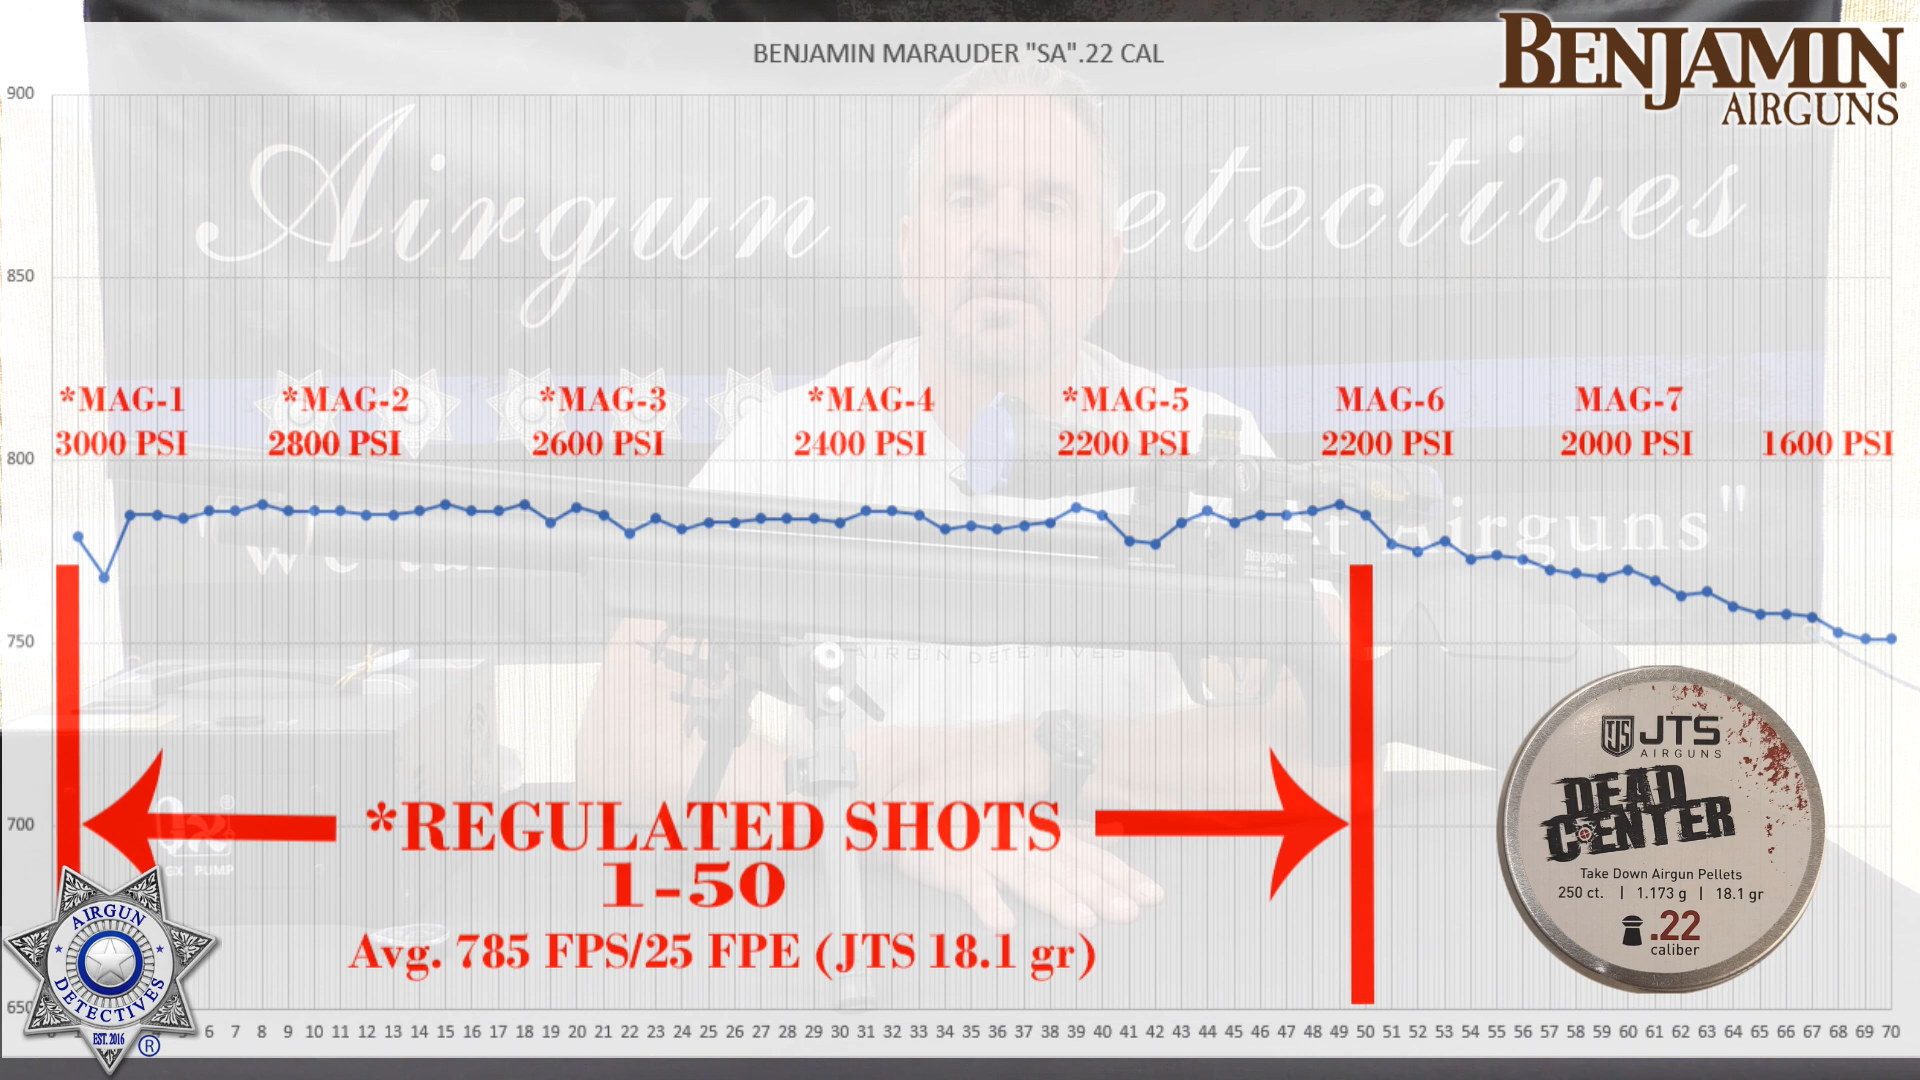 BENJAMIN MARAUDER "SA".22 CAL
BENJAMIN
AIRGUNS
900
850
800
750
700
650
Airgun etectives
*MAG-1 *MAG-2 *MAG-3 *MAG-4 *MAG-5 MAG-6 MAG-7
3000 PSI 2800 PSI 2600 PSI 2400 PSI 2200 PSI 2200 PSI 2000 PSI 1600 PSI
Airguns"
BENJAMIN
*REGULATED SHOTS
1-50
Avg. 785 FPS/25 FPE (JTS 18.1 gr)
PUMP
JTS
JTS
AIRGUNS
DEAD
CENTER
Take Down Airgun Pellets
250 ct. | 1.173 g | 18.1 gr
.22
caliber
AIRGUN
DETECTIVES
EST. 2016
®
6 7 8 9 10 11 12 13 14 15 16 17 18 19 20 21 22 23 24 25 26 27 28 29 30 31 32 33 34 35 36 37 38 39 40 41 42 43 44 45 46 47 48 49 50 51 52 53 54 55 56 57 58 59 60 61 62 63 64 65 66 67 68 69 70